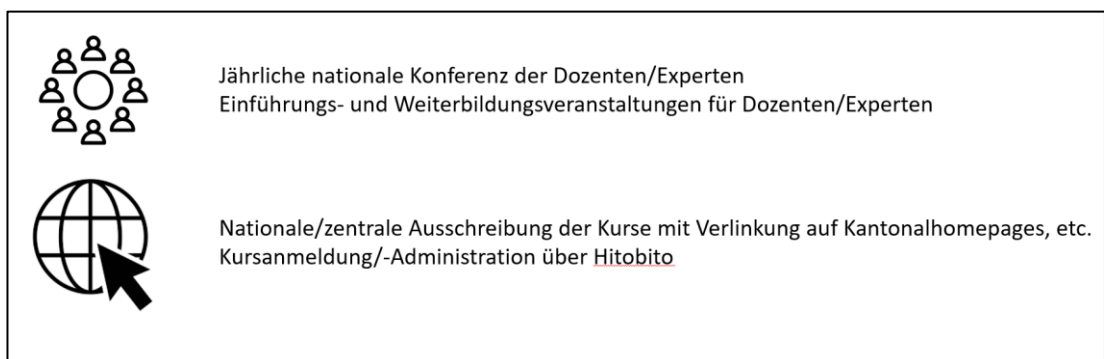 Jährliche nationale Konferenz der Dozenten/Experten
Einführungs- und Weiterbildungsveranstaltungen für Dozenten/Experten
Nationale/zentrale Ausschreibung der Kurse mit Verlinkung auf Kantonalhomepages, etc.
Kursanmeldung/-Administration über Hitobito